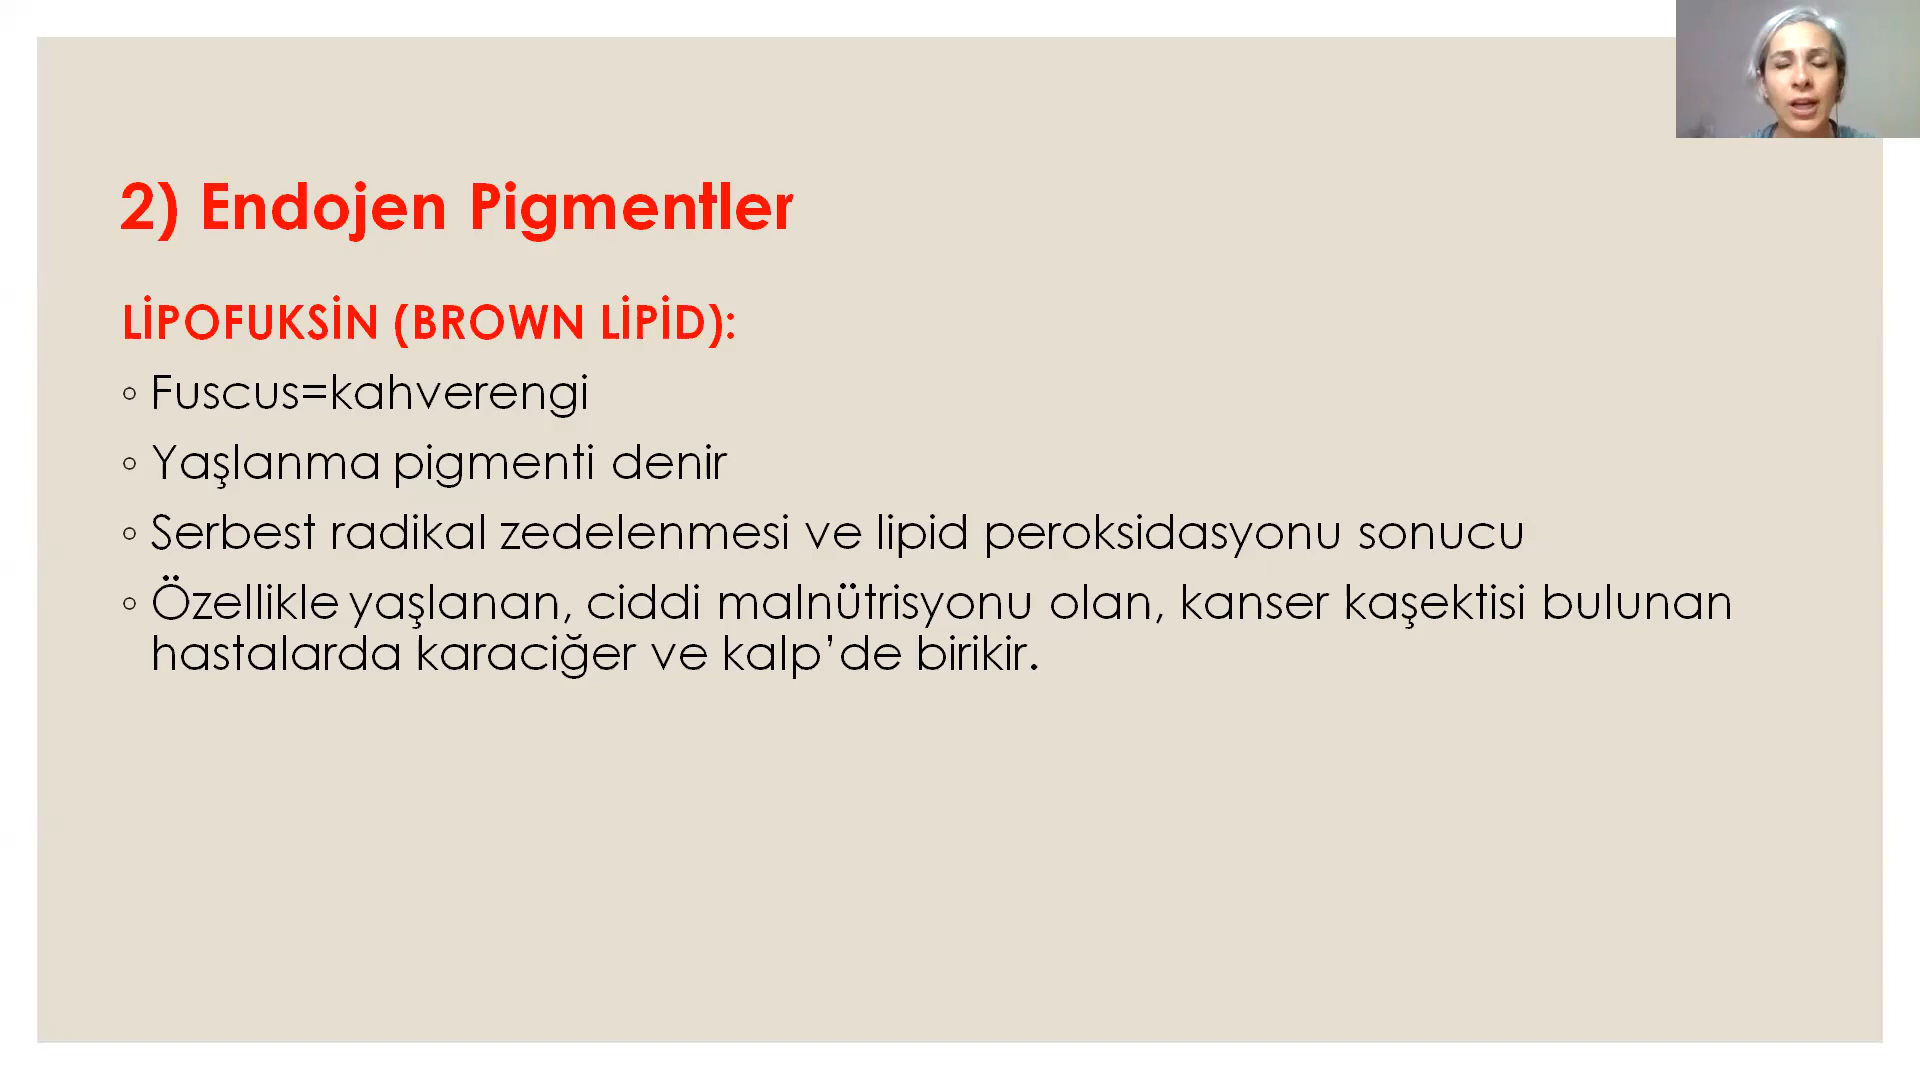 2) Endojen Pigmentler
LİPOFUKSİN (BROWN LİPİD):
◦ Fuscus=kahverengi
◦ Yaşlanma pigmenti denir
◦ Serbest radikal zedelenmesi ve lipid peroksidasyonu sonucu
◦ Özellikle yaşlanan, ciddi malnütrisyonu olan, kanser kaşektisi bulunan
hastalarda karaciğer ve kalp’de birikir.